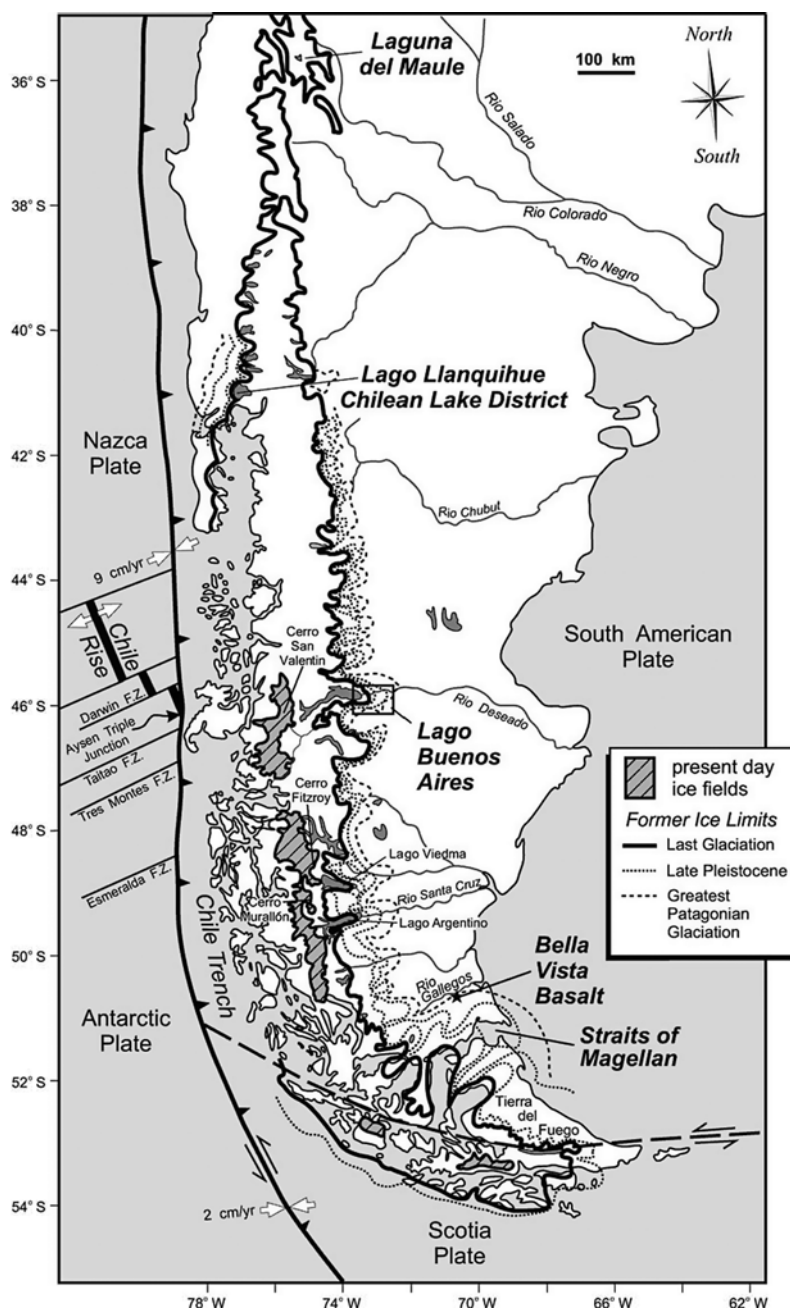 Laguna
del Maule
100 km
North
South
36° S
38° S
40° S
42° S
44° S
46° S
48° S
50° S
52° S
54° S
Rio Salado
Rio Colorado
Rio Negro
Lago Llanquihue
Chilean Lake District
Nazca
Plate
Rio Chubut
9 cm/yr
Chile
Rise
Cerro
San
Valentin
South American
Plate
Darwin F.Z.
Aysen Triple
Junction
Taitao F.Z.
Tres Montes F.Z.
Esmeralda F.Z.
Rio Deseado
Lago
Buenos
Aires
Cerro
Fitzroy
Lago Viedma
Rio Santa Cruz
Cerro
Murallón
Lago Argentino
Chile Trench
Rio
Gallegos
Bella
Vista
Basalt
Antarctic
Plate
Straits of
Magellan
Tierra
del
Fuego
2 cm/yr
Scotia
Plate
present day
ice fields
Former Ice Limits
Last Glaciation
Late Pleistocene
Greatest
Patagonian
Glaciation
78° W
74° W
70° W
66° W
62° W